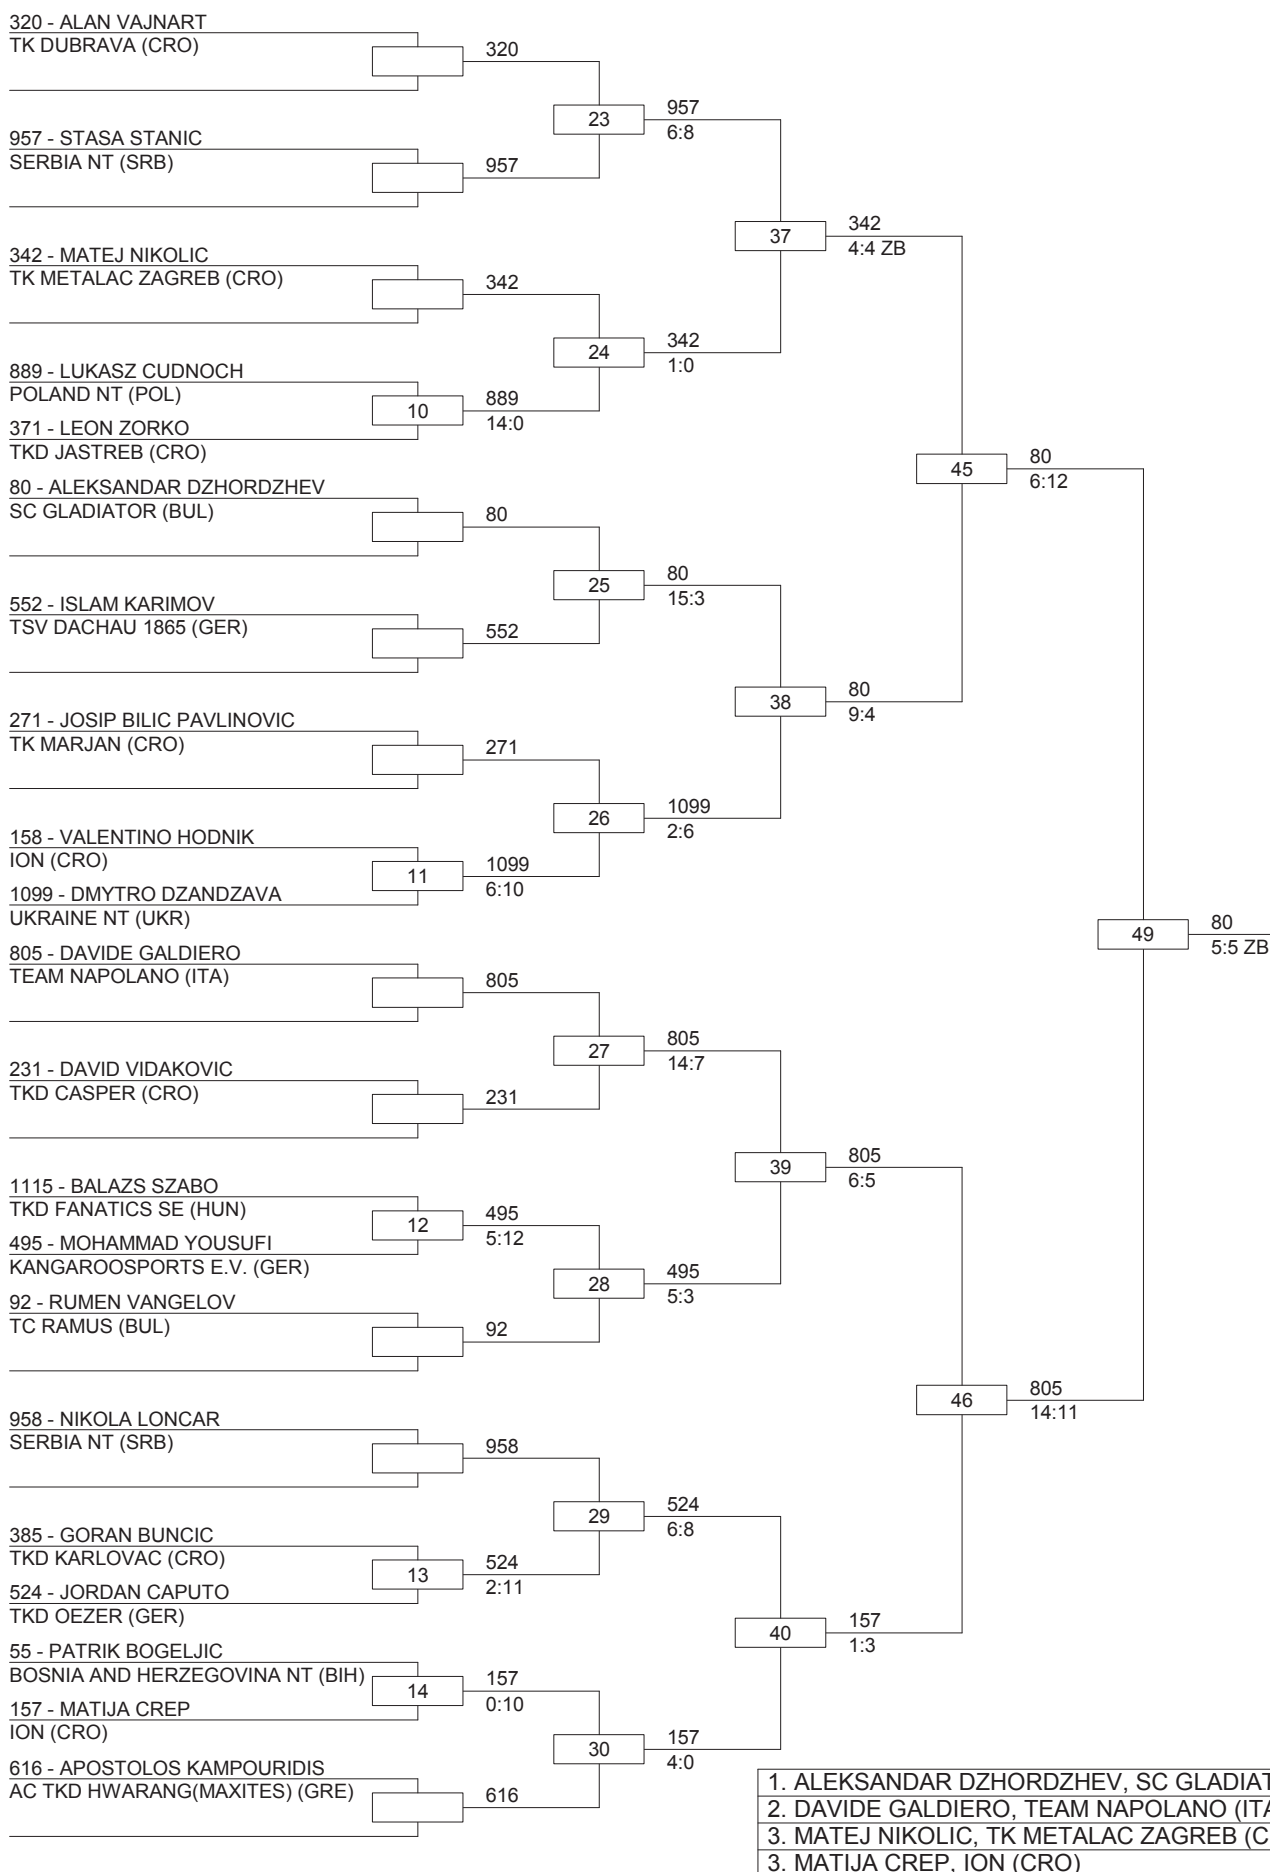 320 - ALAN VAJNART
TK DUBRAVA (CRO)
320
23
957
6:8
957 - STASA STANIC
SERBIA NT (SRB)
957
37
342
4:4 ZB
342 - MATEJ NIKOLIC
TK METALAC ZAGREB (CRO)
342
24
342
1:0
889 - LUKASZ CUDNOCH
POLAND NT (POL)
10
889
14:0
371 - LEON ZORKO
TKD JASTREB (CRO)
45
80
6:12
80 - ALEKSANDAR DZHORDZHEV
SC GLADIATOR (BUL)
80
25
80
15:3
552 - ISLAM KARIMOV
TSV DACHAU 1865 (GER)
552
38
80
9:4
271 - JOSIP BILIC PAVLINOVIC
TK MARJAN (CRO)
271
26
1099
2:6
158 - VALENTINO HODNIK
ION (CRO)
11
1099
6:10
1099 - DMYTRO DZANDZAVA
UKRAINE NT (UKR)
49
80
5:5 ZB
805 - DAVIDE GALDIERO
TEAM NAPOLANO (ITA)
805
27
805
14:7
231 - DAVID VIDAKOVIC
TKD CASPER (CRO)
231
39
805
6:5
1115 - BALAZS SZABO
TKD FANATICS SE (HUN)
12
495
5:12
495 - MOHAMMAD YOUSUFI
KANGAROOSPORTS E.V. (GER)
28
495
5:3
92 - RUMEN VANGELOV
TC RAMUS (BUL)
92
46
805
14:11
958 - NIKOLA LONCAR
SERBIA NT (SRB)
958
29
524
6:8
385 - GORAN BUNCIC
TKD KARLOVAC (CRO)
13
524
2:11
524 - JORDAN CAPUTO
TKD OEZER (GER)
40
157
1:3
55 - PATRIK BOGELJIC
BOSNIA AND HERZEGOVINA NT (BIH)
14
157
0:10
157 - MATIJA CREP
ION (CRO)
30
157
4:0
616 - APOSTOLOS KAMPOURIDIS
AC TKD HWARANG(MAXITES) (GRE)
616
1. ALEKSANDAR DZHORDZHEV, SC GLADIAT
2. DAVIDE GALDIERO, TEAM NAPOLANO (ITA
3. MATEJ NIKOLIC, TK METALAC ZAGREB (C
3. MATIJA CREP, ION (CRO)